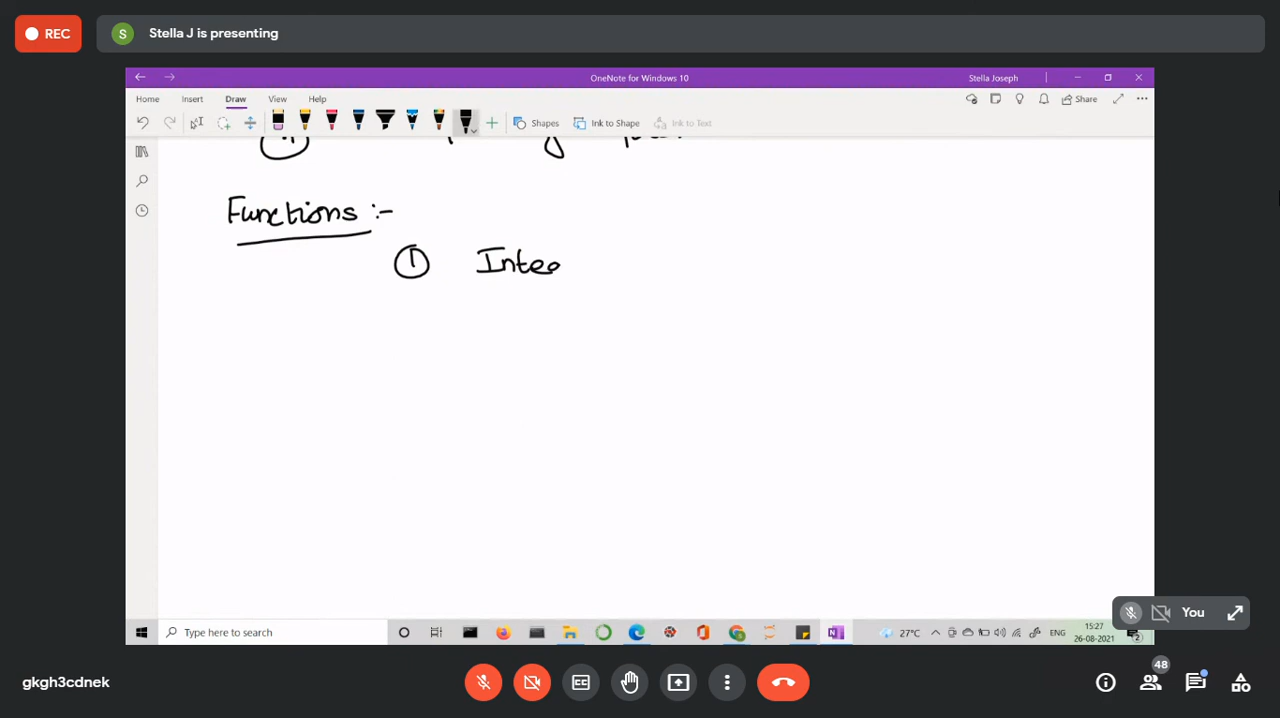 REC
S Stella J is presenting
OneNote for Windows 10
Stella Joseph
Home Insert Draw View Help
Share
Shapes
Ink to Shape
Ink to Text
Functions :-
① Inte
You
Type here to search
27°C
ENG
15:27
26-08-2021
2
gkgh3cdnek
CC
48